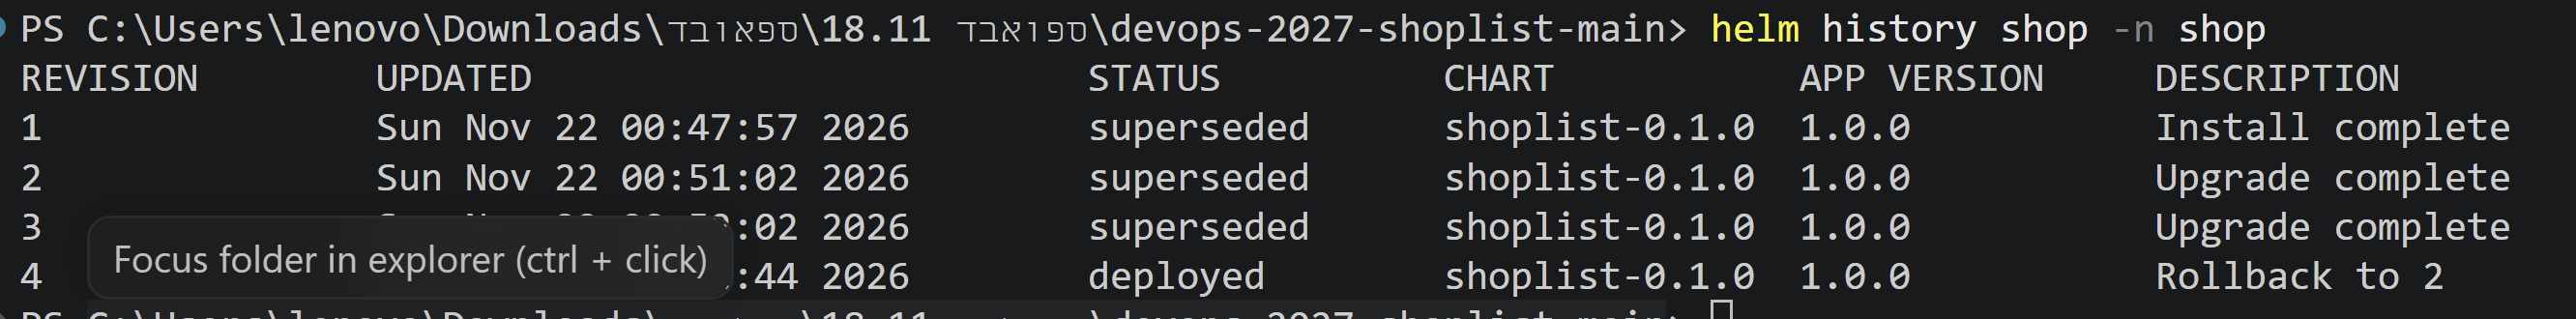 PS C:\Users\lenovo\Downloads\ספאובד\18.11 ספואבד\devops-2027-shoplist-main> helm history shop -n shop
REVISION UPDATED STATUS CHART APP VERSION DESCRIPTION
1 Sun Nov 22 00:47:57 2026 superseded shoplist-0.1.0 1.0.0 Install complete
2 Sun Nov 22 00:51:02 2026 superseded shoplist-0.1.0 1.0.0 Upgrade complete
3 :02 2026 superseded shoplist-0.1.0 1.0.0 Upgrade complete
Focus folder in explorer (ctrl + click)
4 :44 2026 deployed shoplist-0.1.0 1.0.0 Rollback to 2